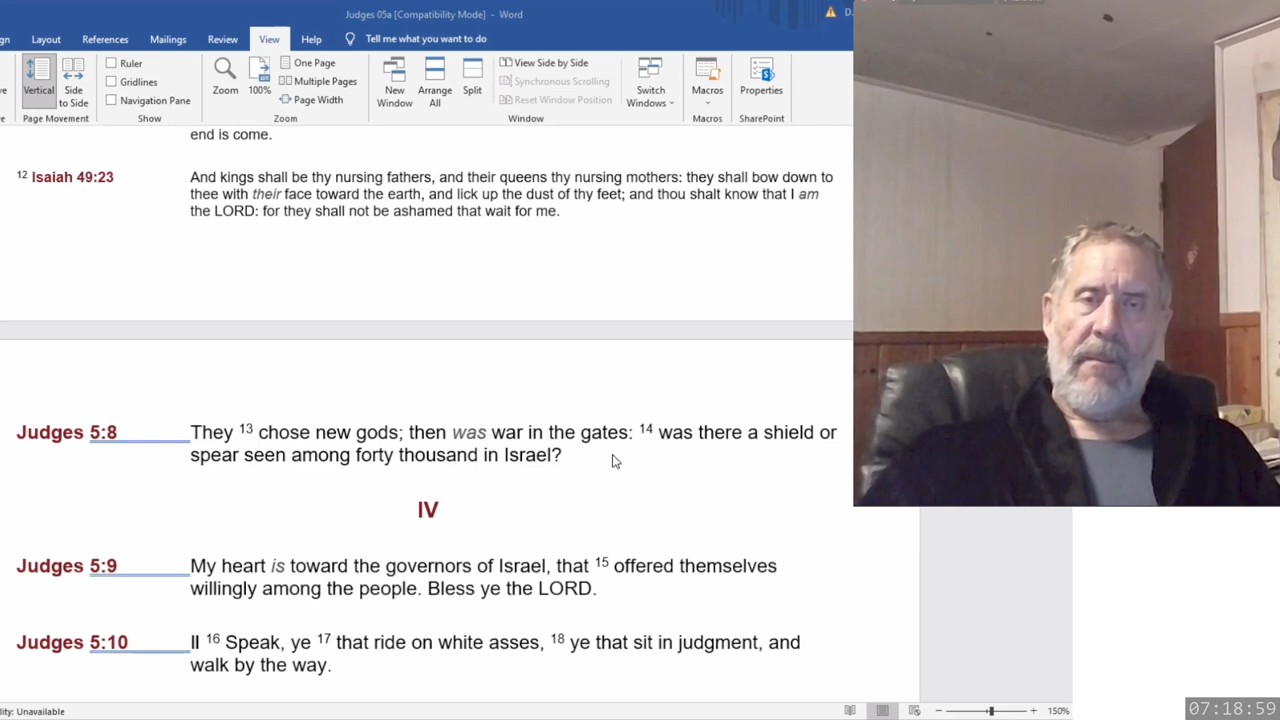 Judges 05a [Compatibility Mode] - Word
gn Layout References Mailings Review View Help Tell me what you want to do
Vertical Side to Side Page Movement
Ruler
Gridlines
Navigation Pane
Show
Zoom 100% One Page
Multiple Pages
Page Width
Zoom
New Window Arrange All Split
View Side by Side
Synchronous Scrolling
Reset Window Position
Window
Switch Windows
Macros
Macros
Properties
SharePoint
end is come.
12 Isaiah 49:23 And kings shall be thy nursing fathers, and their queens thy nursing mothers: they shall bow down to
thee with their face toward the earth, and lick up the dust of thy feet; and thou shalt know that I am
the LORD: for they shall not be ashamed that wait for me.
Judges 5:8 They 13 chose new gods; then was war in the gates: 14 was there a shield or
spear seen among forty thousand in Israel?
IV
Judges 5:9 My heart is toward the governors of Israel, that 15 offered themselves
willingly among the people. Bless ye the LORD.
Judges 5:10 ll 16 Speak, ye 17 that ride on white asses, 18 ye that sit in judgment, and
walk by the way.
lity: Unavailable
150%
07:18:59